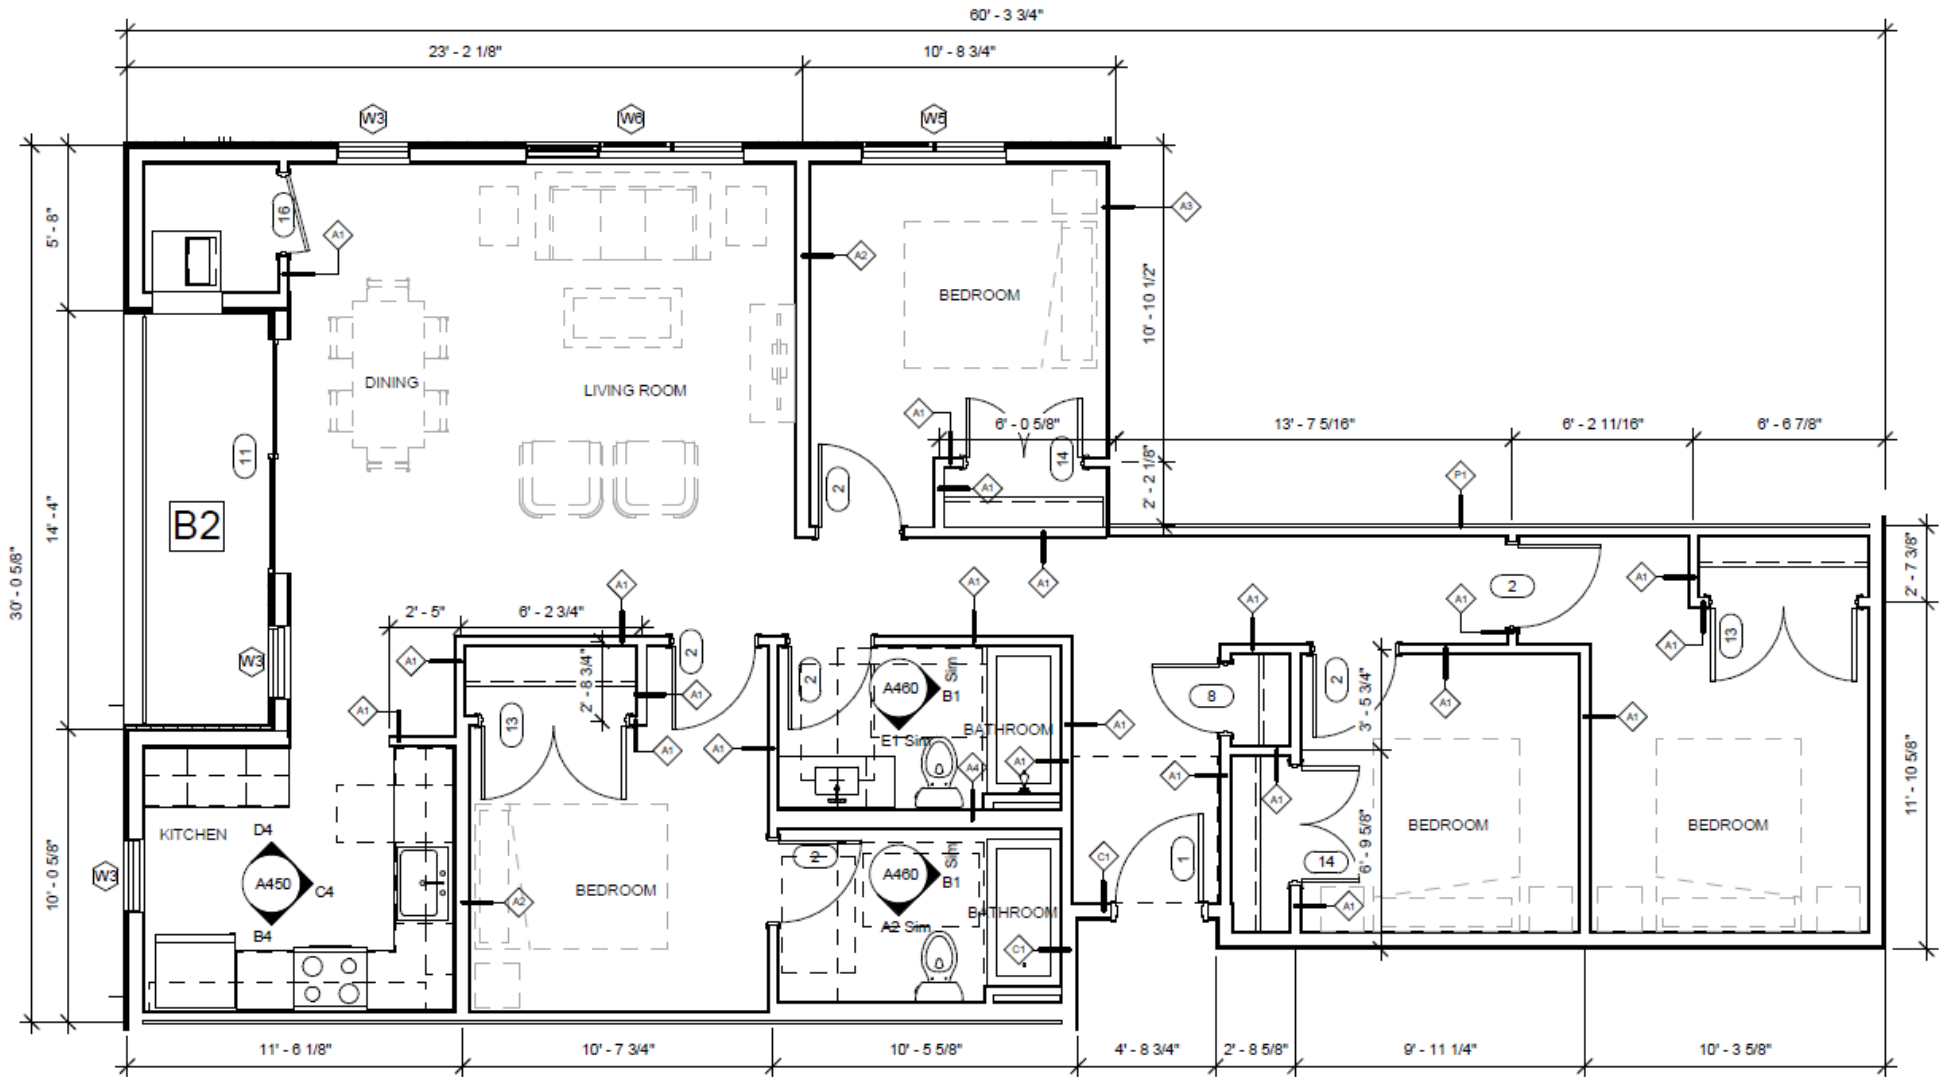 60' - 3 3/4"
23' - 2 1/8"
10' - 8 3/4"
W3
W6
W5
5' - 8"
16
A1
A2
A3
BEDROOM
10' - 10 1/2"
DINING
LIVING ROOM
A1
6' - 0 5/8"
13' - 7 5/16"
6' - 2 11/16"
6' - 6 7/8"
11
14
2
A1
2' - 2 1/8"
P1
B2
14' - 4"
30' - 0 5/8"
A1
A1
A1
A1
2
A1
2' - 7 3/8"
2' - 5"
6' - 2 3/4"
A1
W3
A1
2
2' - 8 3/4"
A1
2
A460
Sim
B1
8
2
3' - 5 3/4"
A1
13
A1
A1
13
A1
A1
E1 Sim
BATHROOM
A1
A1
A1
A4
A1
A1
A1
11' - 10 5/8"
KITCHEN
D4
A450
C4
B4
W3
10' - 0 5/8"
BEDROOM
A2
2
A460
Sim
B1
A2 Sim
BATHROOM
C1
C1
1
14
6' - 9 5/8"
A1
BEDROOM
BEDROOM
11' - 6 1/8"
10' - 7 3/4"
10' - 5 5/8"
4' - 8 3/4"
2' - 8 5/8"
9' - 11 1/4"
10' - 3 5/8"